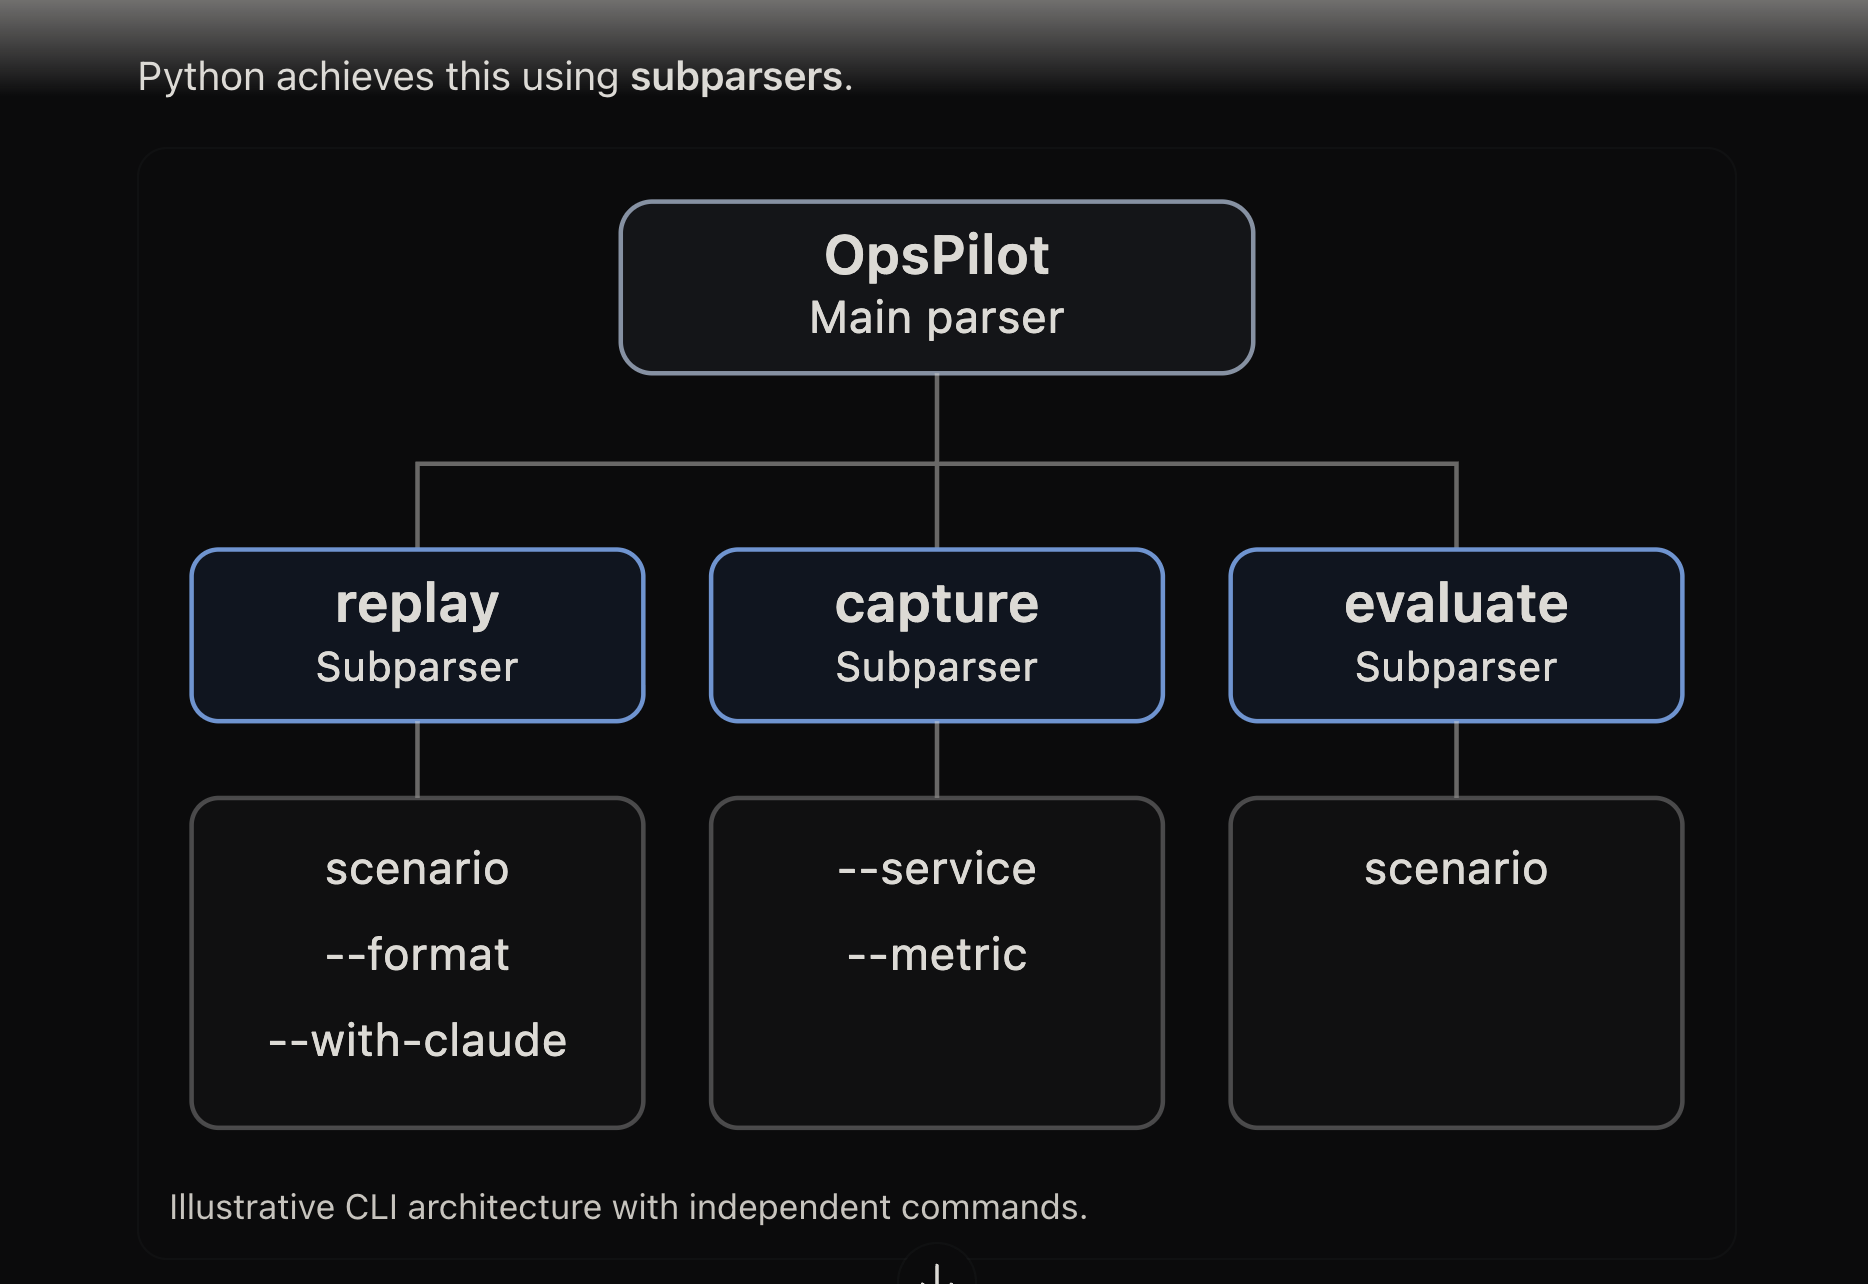 Python achieves this using subparsers.
OpsPilot
Main parser
replay
Subparser
capture
Subparser
evaluate
Subparser
scenario
--format
--with-claude
--service
--metric
scenario
Illustrative CLI architecture with independent commands.